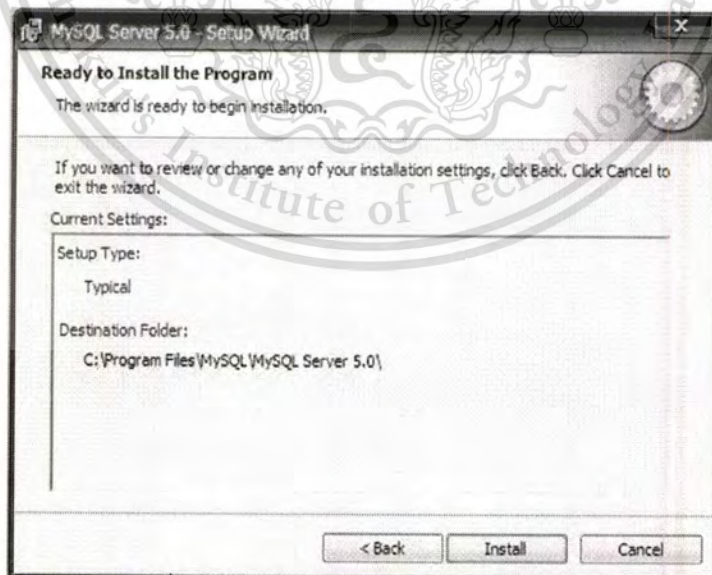 MySQL Server 5.0 - Setup Wizard
X
Ready to Install the Program
The wizard is ready to begin installation.
If you want to review or change any of your installation settings, click Back. Click Cancel to
exit the wizard.
Current Settings:
Setup Type:
Typical
Destination Folder:
C:\Program Files\MySQL\MySQL Server 5.0\
< Back
Install
Cancel
's Institute of Technology